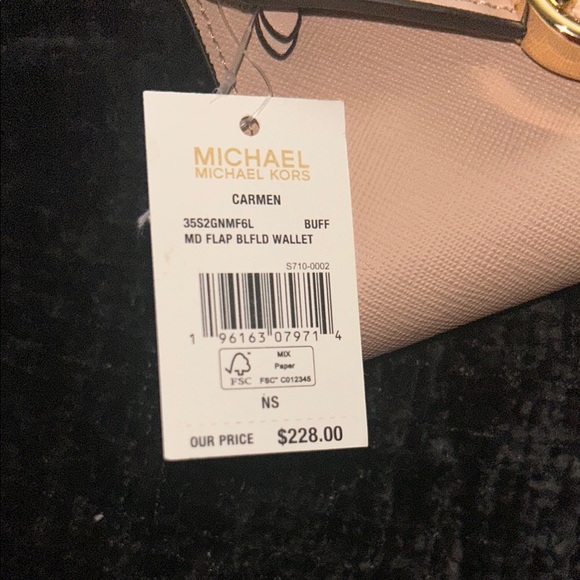 MICHAEL
MICHAEL KORS
CARMEN
35S2GNMF6L BUFF
MD FLAP BLFLD WALLET
S710-0002
1 96163 07971 4
MIX
Paper
FSC FSC™ C012345
NS
OUR PRICE $228.00